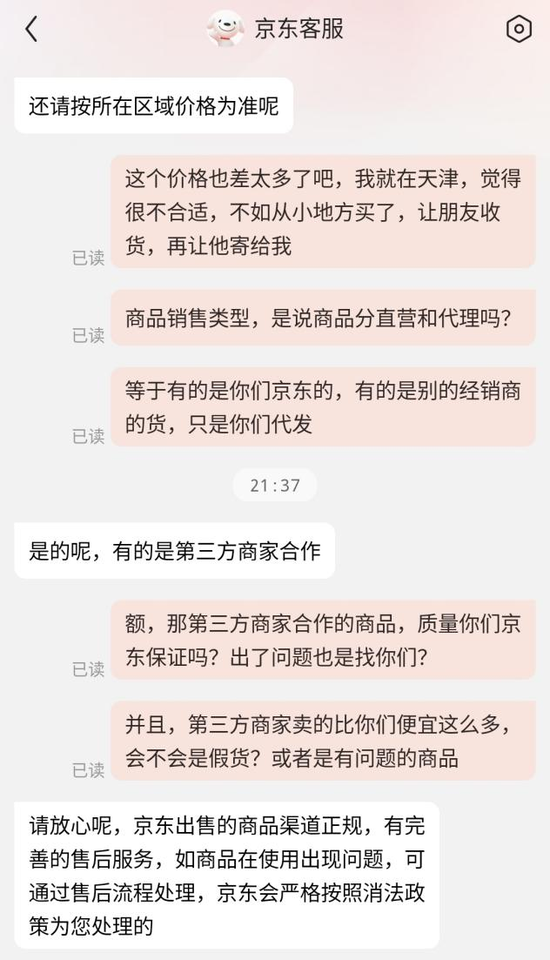 京东客服
还请按所在区域价格为准呢
这个价格也差太多了吧，我就在天津，觉得
很不合适，不如从小地方买了，让朋友收
货，再让他寄给我
已读
商品销售类型，是说商品分直营和代理吗？
已读
等于有的是你们京东的，有的是别的经销商
的货，只是你们代发
已读
21:37
是的呢，有的是第三方商家合作
额，那第三方商家合作的商品，质量你们京
东保证吗？出了问题也是找你们？
已读
并且，第三方商家卖的比你们便宜这么多，
会不会是假货？或者是有问题的商品
已读
请放心呢，京东出售的商品渠道正规，有完
善的售后服务，如商品在使用出现问题，可
通过售后流程处理，京东会严格按照消法政
策为您处理的